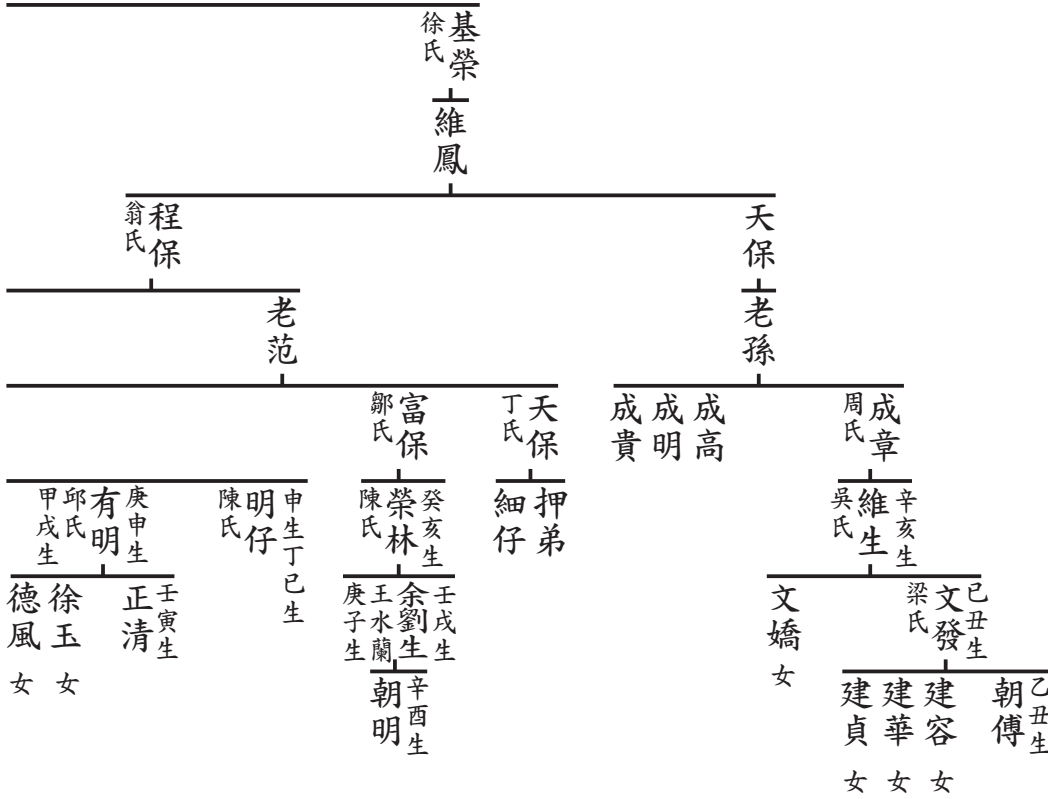 基榮
徐氏
維鳳
天保
程保
翁氏
老孫
老范
成章
周氏
成高
成明
成貴
天保
丁氏
富保
鄒氏
辛亥生
維生
吳氏
押弟
細仔
癸亥生
榮林
陳氏
申生丁巳生
明仔
陳氏
庚申生
有明
邱氏
甲戌生
己丑生
文發
梁氏
文嬌 女
壬戌生
余劉生
王水蘭
庚子生
壬寅生
正清
徐玉 女
德風 女
乙丑生
朝傅
建容 女
建華 女
建貞 女
辛酉生
朝明